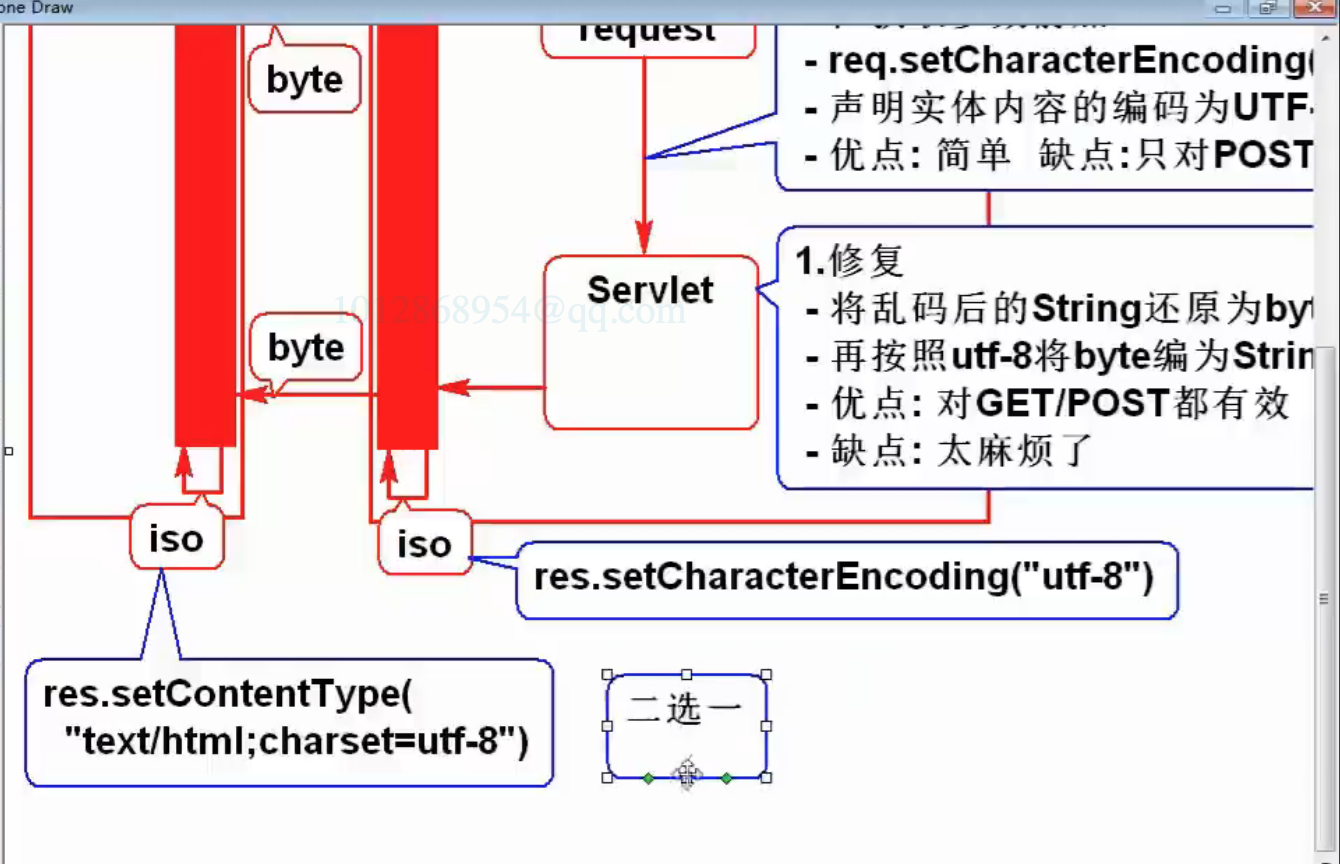 one Draw
request
byte
- req.setCharacterEncoding(
- 声明实体内容的编码为UTF-
- 优点: 简单 缺点:只对POST
Servlet
1.修复
- 将乱码后的String还原为byt
- 再按照utf-8将byte编为Strin
- 优点: 对GET/POST都有效
- 缺点: 太麻烦了
1012868954@qq.com
byte
iso
iso
res.setCharacterEncoding("utf-8")
res.setContentType(
"text/html;charset=utf-8")
二选一